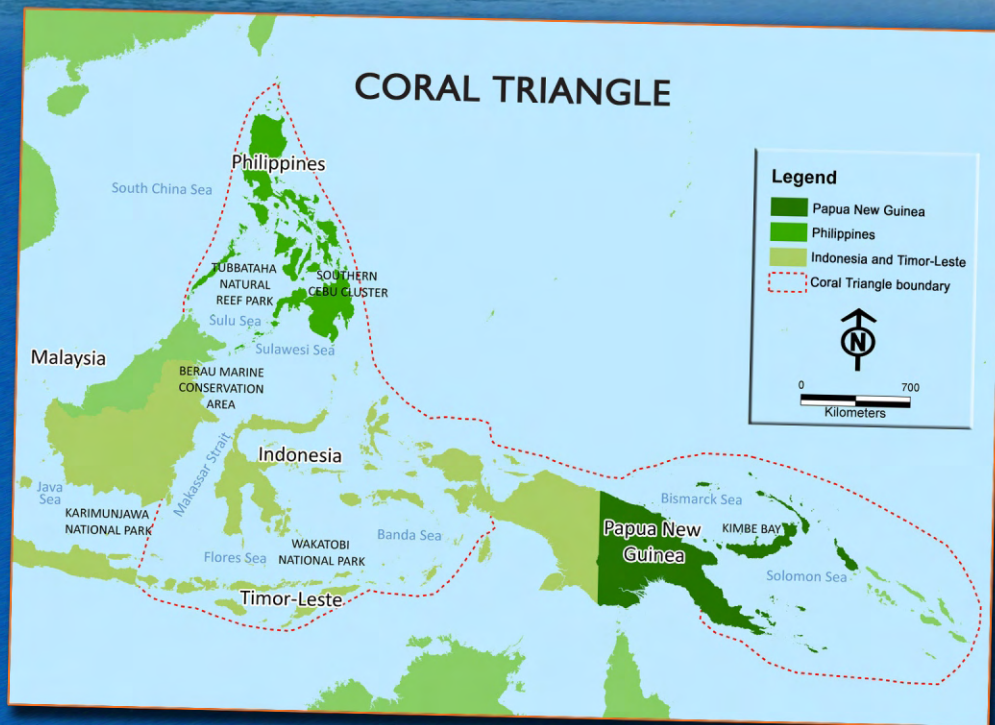 CORAL TRIANGLE
Philippines
South China Sea
TUBBATAHA
NATURAL
REEF PARK
SOUTHERN
CEBU CLUSTER
Sulu Sea
Sulawesi Sea
Malaysia
BERAU MARINE
CONSERVATION
AREA
Makassar Strait
Indonesia
Java
Sea
KARIMUNJAWA
NATIONAL PARK
Flores Sea
WAKATOBI
NATIONAL PARK
Banda Sea
Timor-Leste
Bismarck Sea
Papua New
Guinea
KIMBE BAY
Solomon Sea
Legend
Papua New Guinea
Philippines
Indonesia and Timor-Leste
Coral Triangle boundary
N
0 700
Kilometers